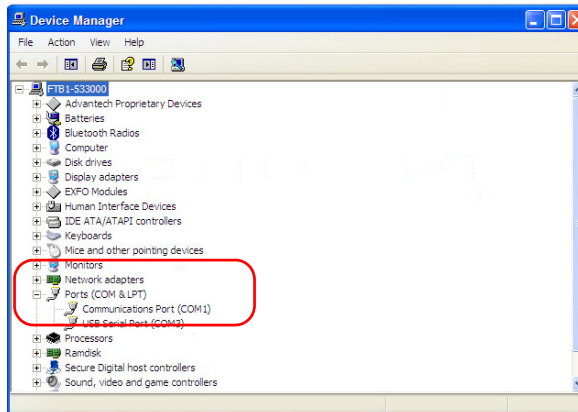 Device Manager
File Action View Help
FTB1-533000
Advantech Proprietary Devices
Batteries
Bluetooth Radios
Computer
Disk drives
Display adapters
EXFO Modules
Human Interface Devices
IDE ATA/ATAPI controllers
Keyboards
Mice and other pointing devices
Monitors
Network adapters
Ports (COM & LPT)
Communications Port (COM1)
USB Serial Port (COM3)
Processors
Ramdisk
Secure Digital host controllers
Sound, video and game controllers